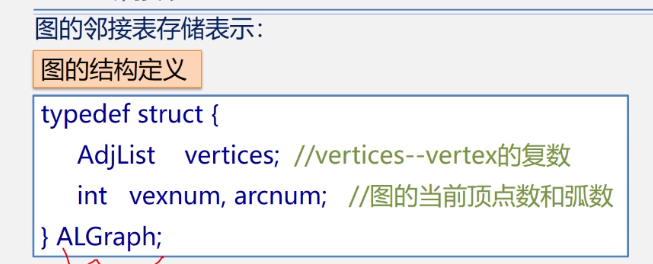 图的邻接表存储表示：
图的结构定义
typedef struct {
AdjList vertices; //vertices--vertex的复数
int vexnum, arcnum; //图的当前顶点数和弧数
} ALGraph;